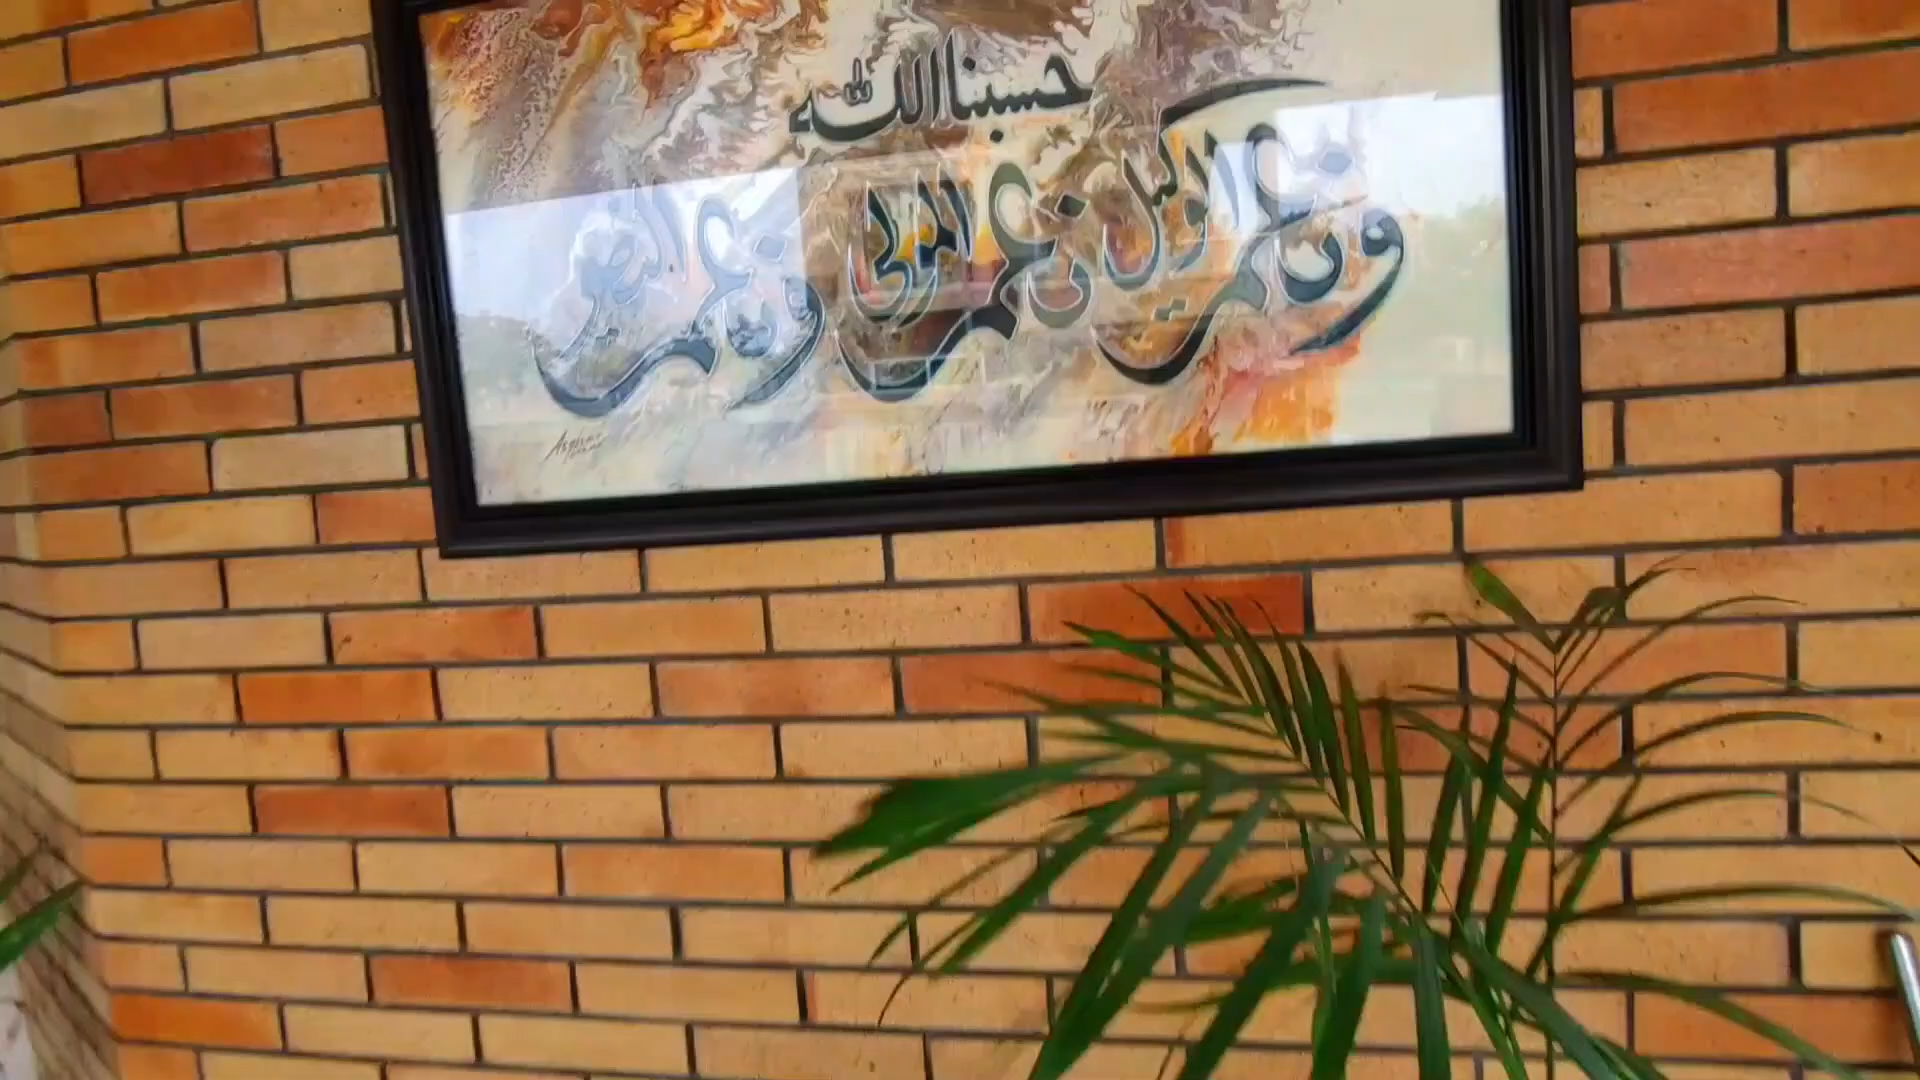 حسبنا الله
ونعم الوكيل نعم المولى ونعم النصير